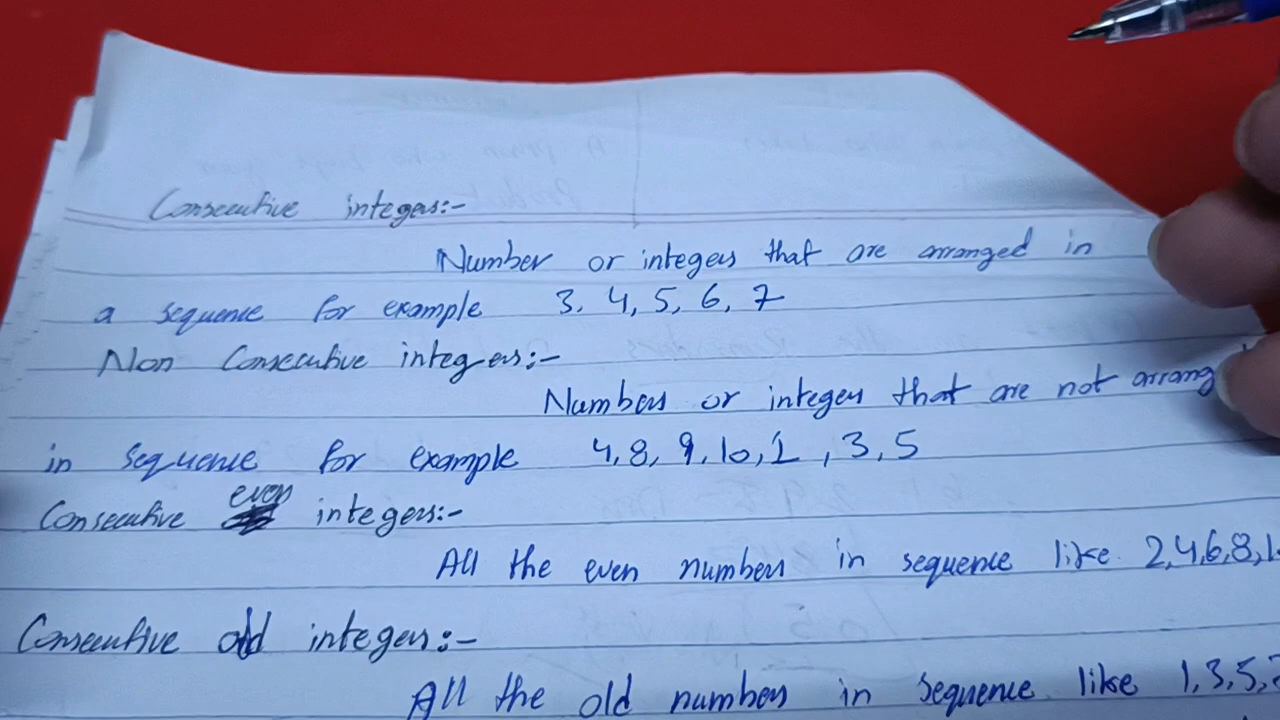 Consecutive integers:-
Number or integers that are arranged in
a sequence for example 3, 4, 5, 6, 7
Non Consecutive integers:-
Numbers or integers that are not arrang
in sequence for example 4, 8, 9, 10, 1, 3, 5
Consecutive even integers:-
All the even numbers in sequence like 2,4,6,8,1
Consecutive odd integers:-
All the old numbers in sequence like 1,3,5,7